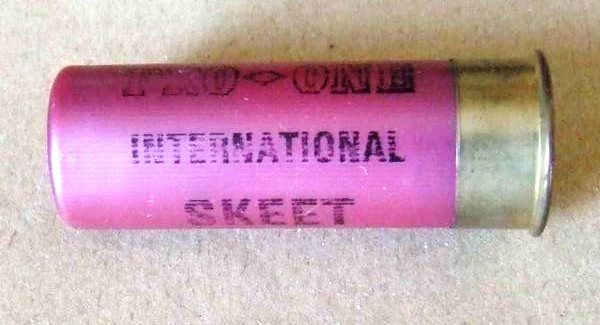 PRO ONE
INTERNATIONAL
SKEET